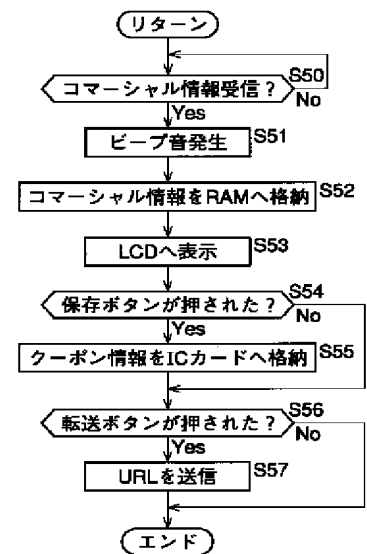 リターン
S50
コマーシャル情報受信？
No
Yes
ビープ音発生
S51
コマーシャル情報をRAMへ格納
S52
LCDへ表示
S53
S54
保存ボタンが押された？
No
Yes
クーポン情報をICカードへ格納
S55
S56
転送ボタンが押された？
No
Yes
URLを送信
S57
エンド